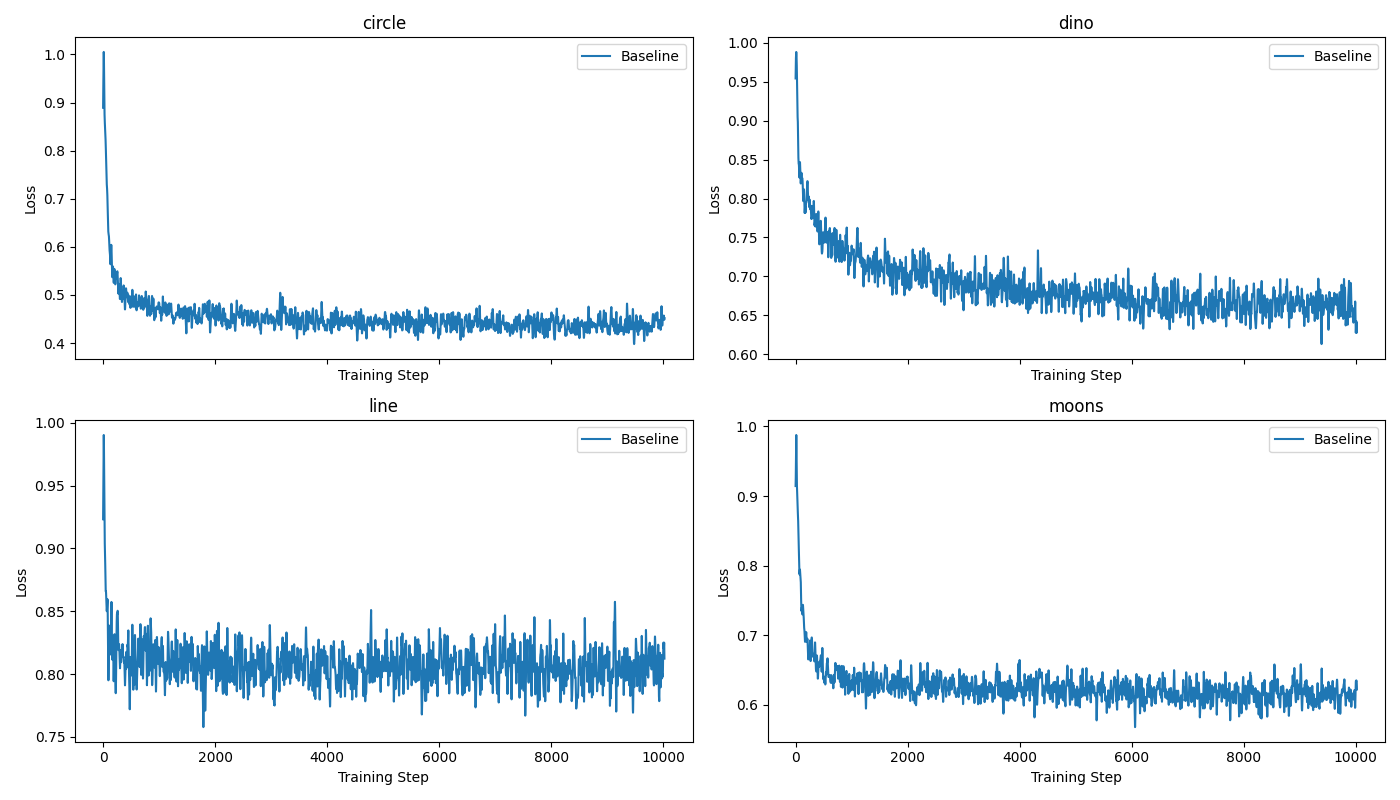 circle
Loss
1.0
0.9
0.8
0.7
0.6
0.5
0.4
Baseline
Training Step
dino
Loss
1.00
0.95
0.90
0.85
0.80
0.75
0.70
0.65
0.60
Baseline
Training Step
line
Loss
1.00
0.95
0.90
0.85
0.80
0.75
Baseline
0 2000 4000 6000 8000 10000
Training Step
moons
Loss
1.0
0.9
0.8
0.7
0.6
Baseline
0 2000 4000 6000 8000 10000
Training Step